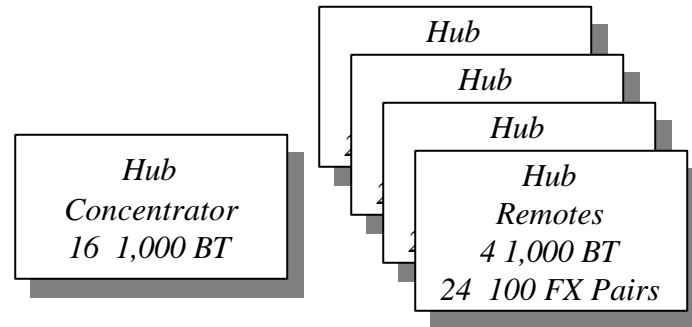 Hub
Hub
Hub
Hub
Concentrator
16 1,000 BT
Hub
Remotes
4 1,000 BT
24 100 FX Pairs